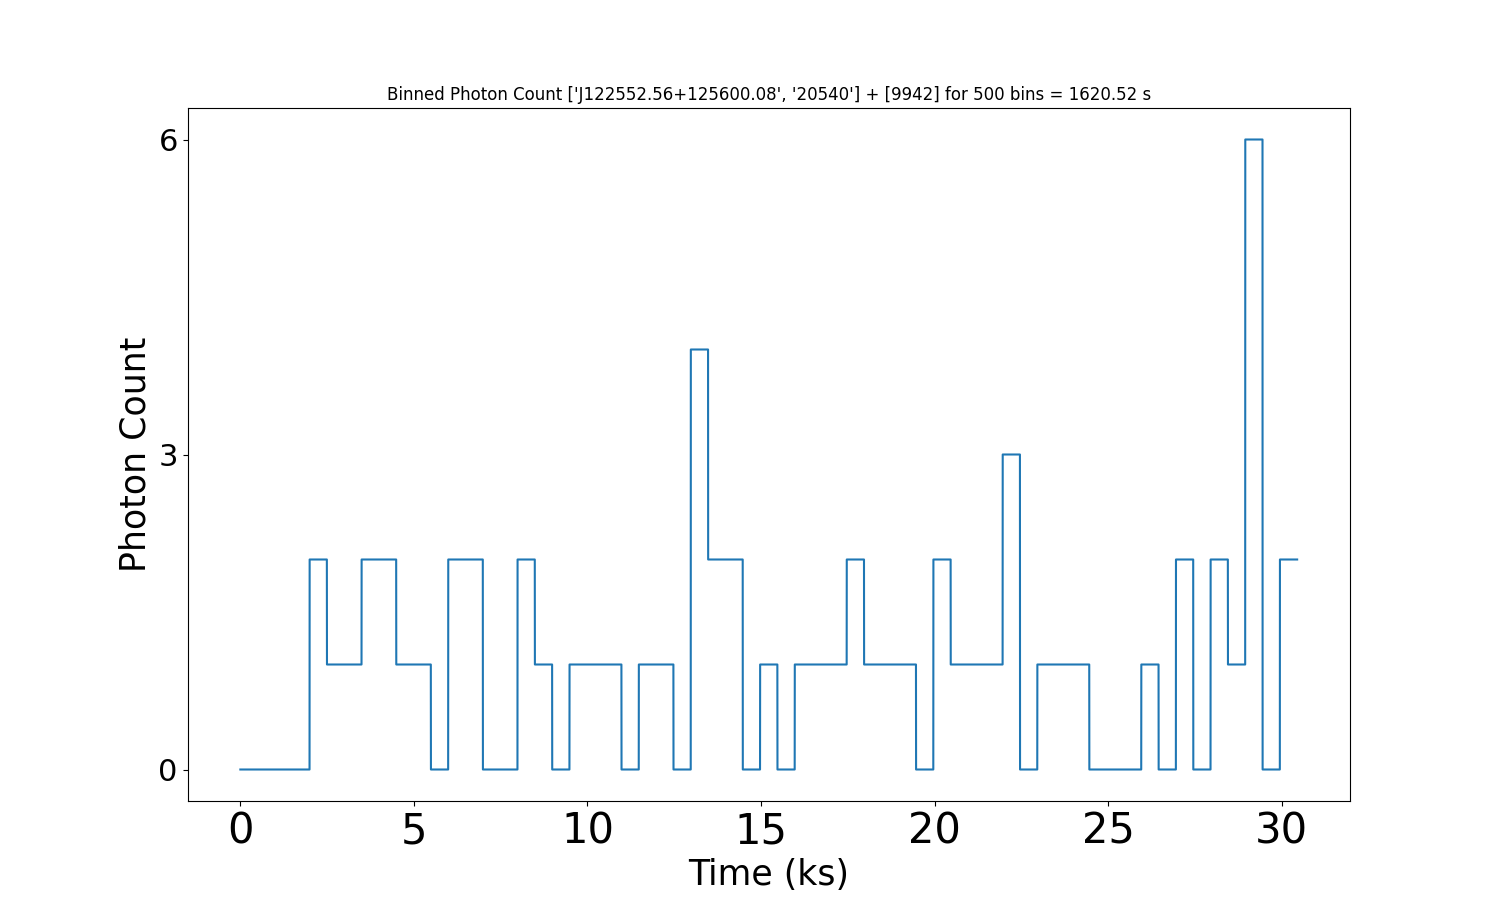 Binned Photon Count ['J122552.56+125600.08', '20540'] + [9942] for 500 bins = 1620.52 s
6
3
0
Photon Count
0 5 10 15 20 25 30
Time (ks)